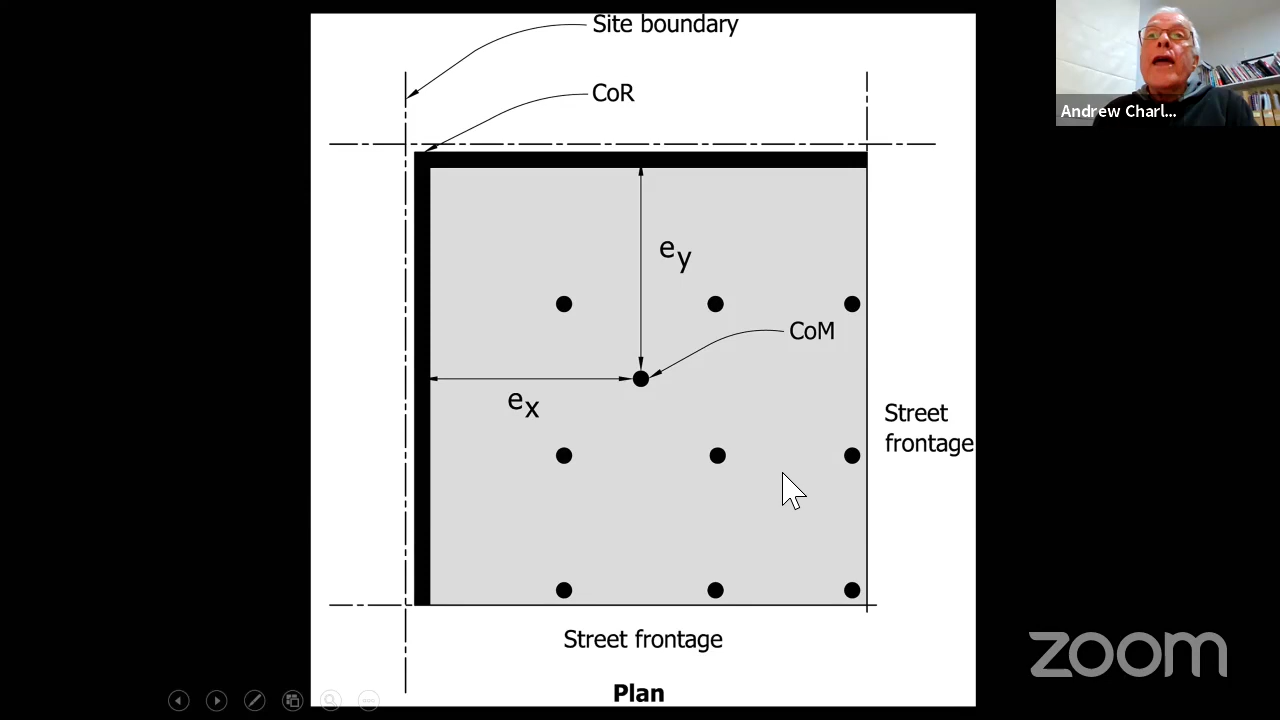 Site boundary
CoR
Andrew Charl...
ey
CoM
ex
Street
frontage
Street frontage
Plan
zoom